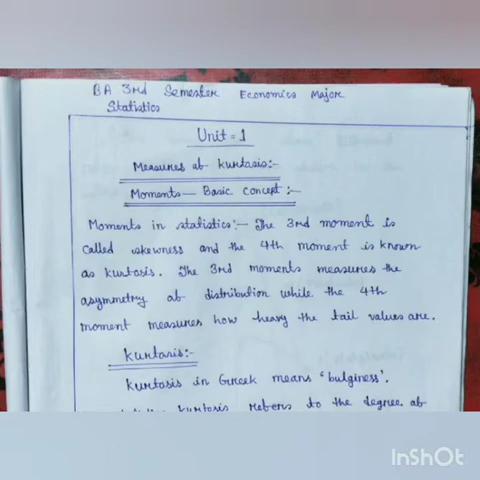 BA 3rd Semester Economics Major
Statistics
Unit = 1
Measures ob kurtosis:-
Moments — Basic concept :-
Moments in statistics:- The 3rd moment is
called skewness and the 4th moment is known
as kurtosis. The 3rd moments measures the
asymmetry ob distribution while the 4th
moment measures how heavy the tail values are.
Kurtosis:-
Kurtosis in Greek means 'bulginess'.
kurtosis reberns to the degree ob
InShOt